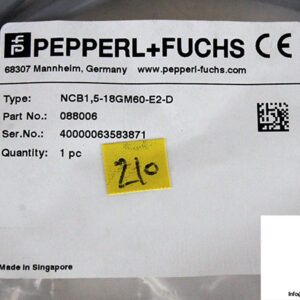 PEPPERL+FUCHS CE
68307 Mannheim, Germany www.pepperl-fuchs.com
Type: NCB1,5-18GM60-E2-D
Part No.: 088006
Ser.No.: 40000063583871
Quantity: 1 pc
210
Made in Singapore